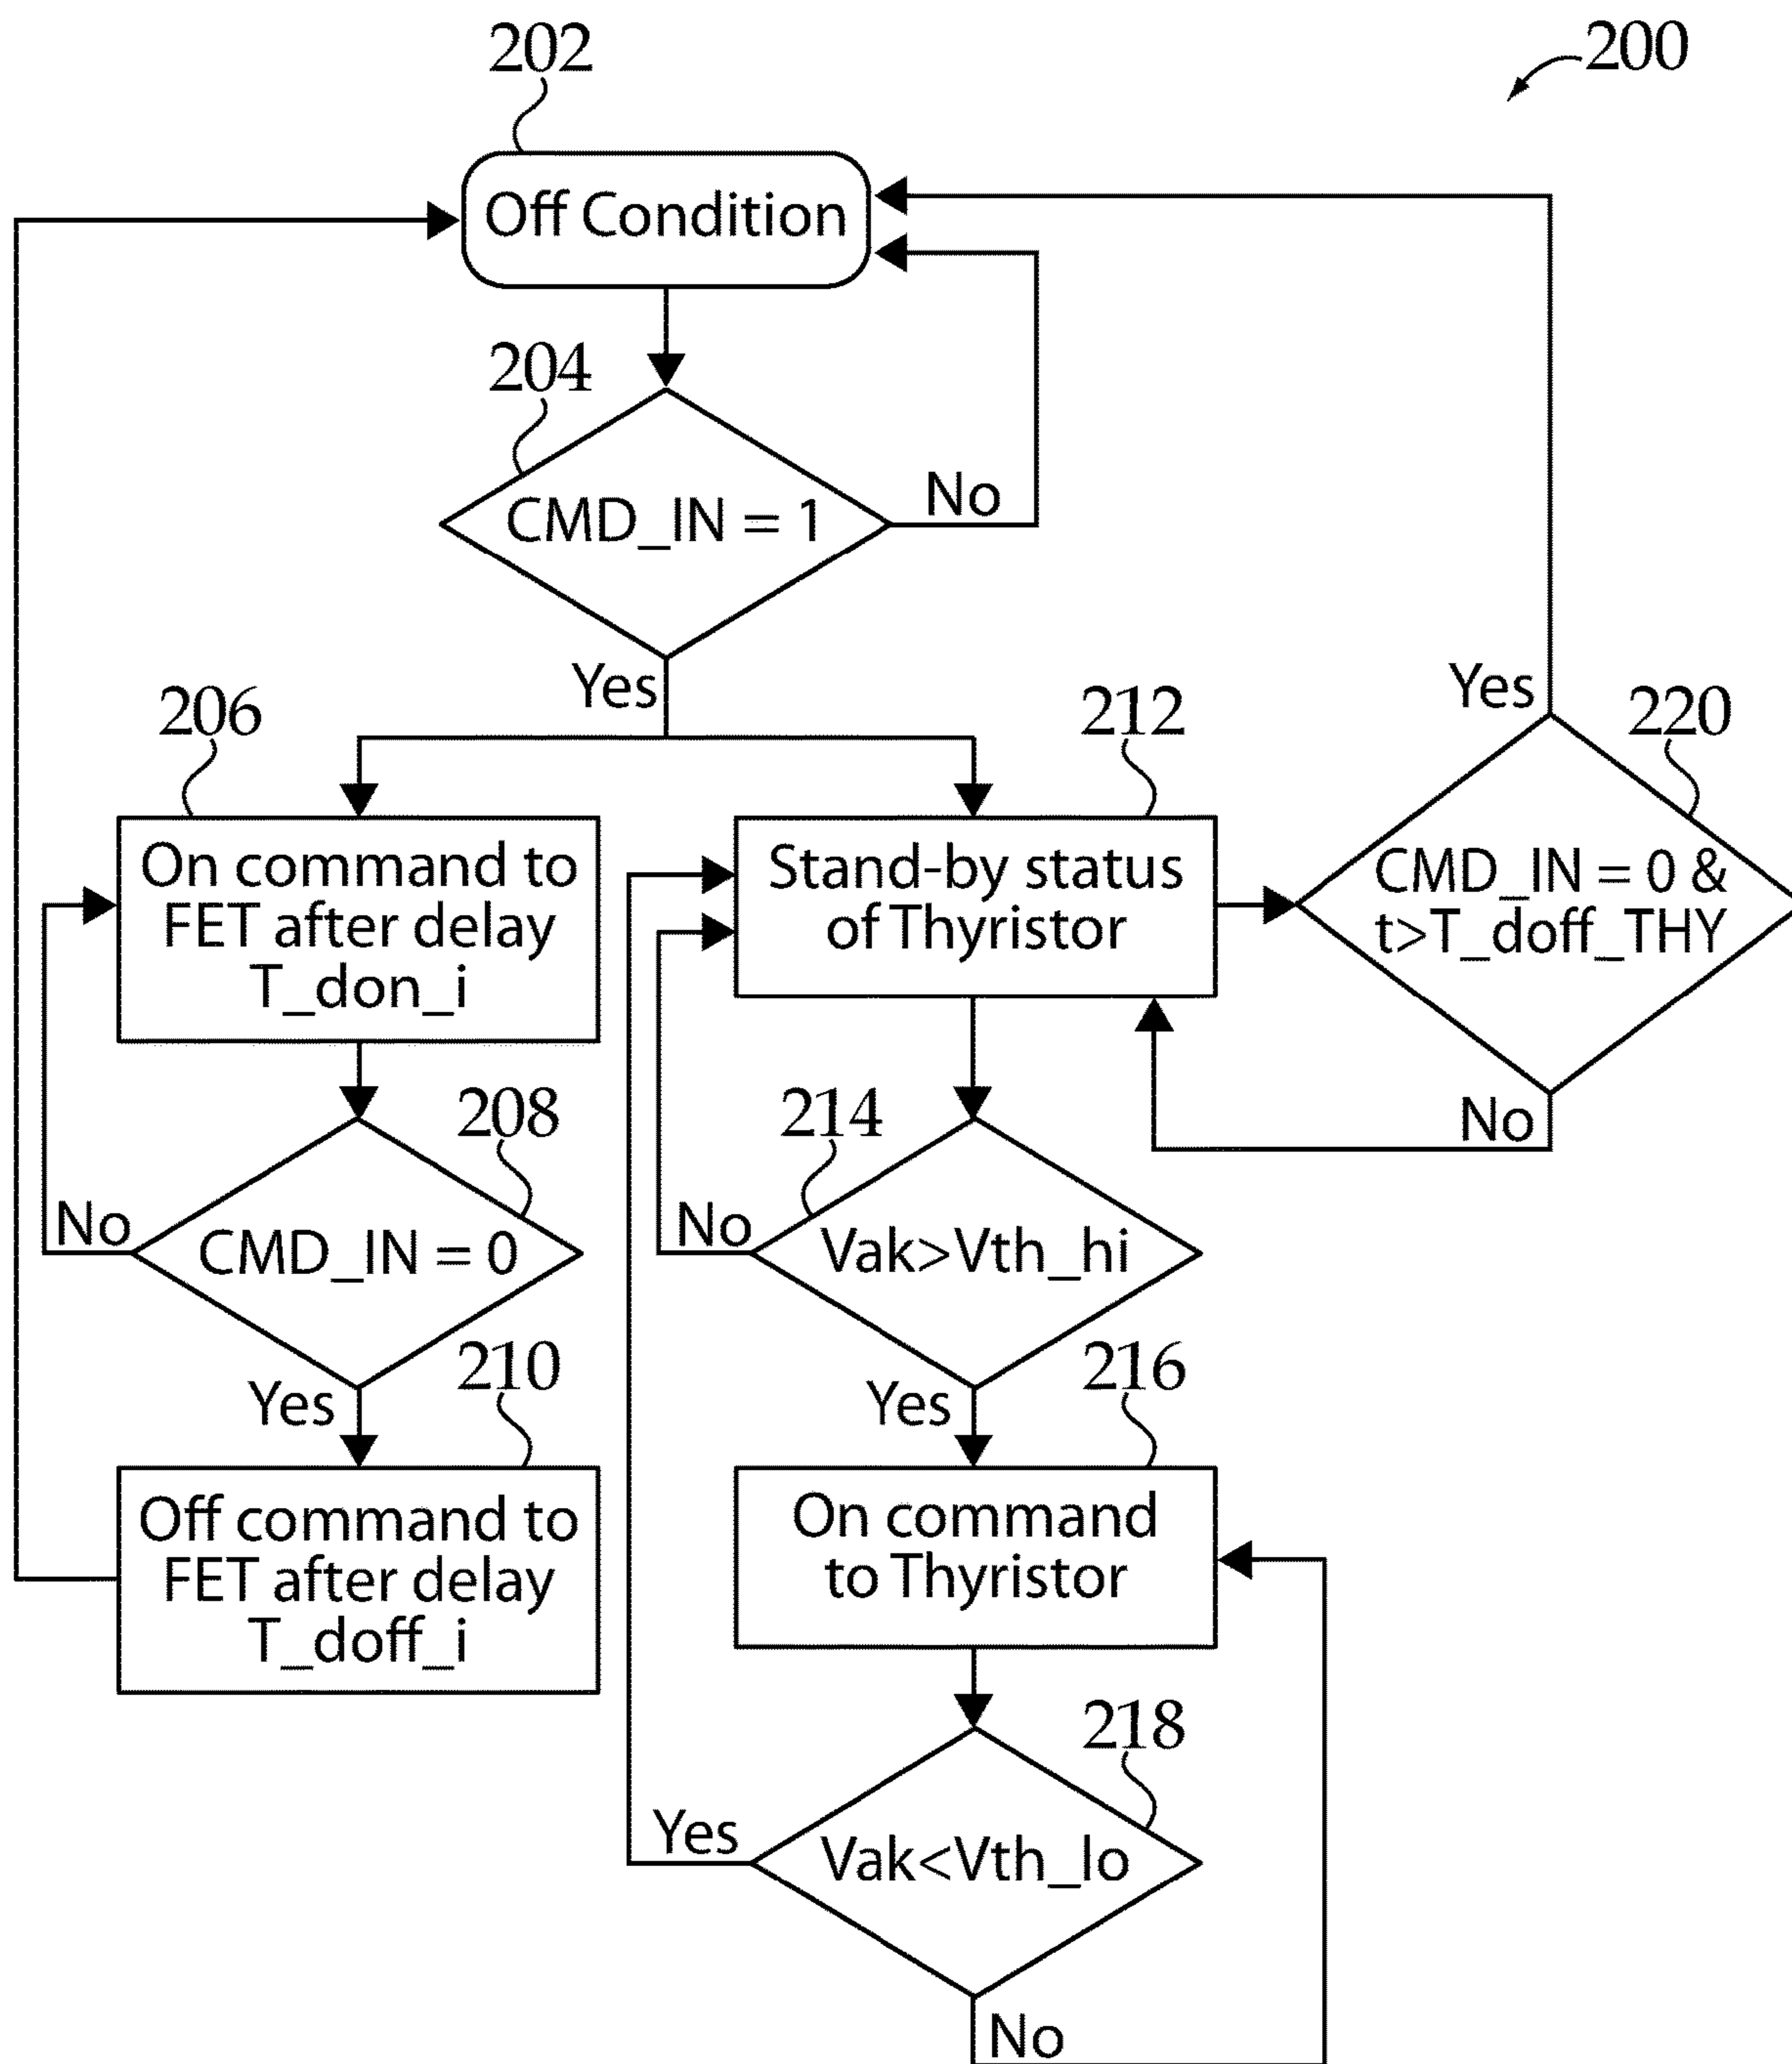 202
200
Off Condition
204
CMD_IN = 1
No
Yes
206
212
Yes
220
On command to
FET after delay
T_don_i
Stand-by status
of Thyristor
CMD_IN = 0 &
t>T_doff_THY
208
214
No
No
CMD_IN = 0
No
Vak>Vth_hi
210
216
Yes
Yes
Off command to
FET after delay
T_doff_i
On command
to Thyristor
218
Yes
Vak<Vth_lo
No